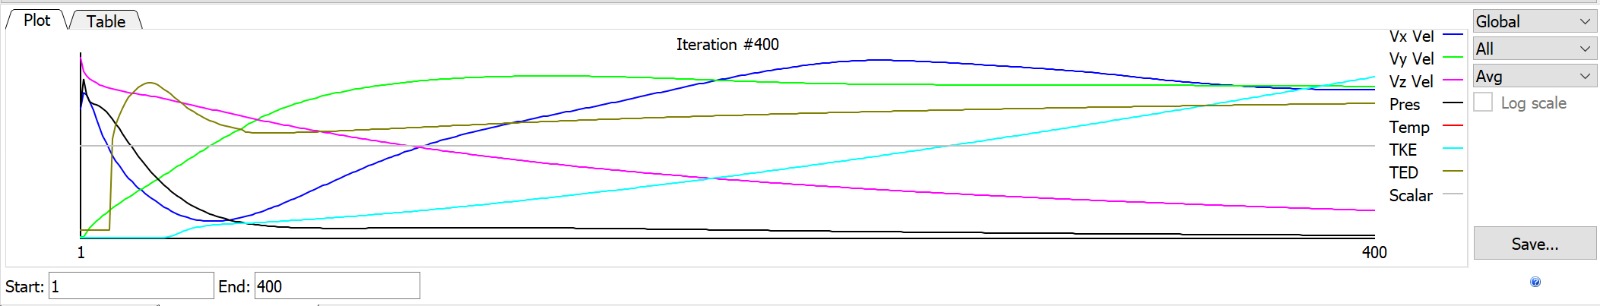 Plot Table
Iteration #400
Vx Vel
Vy Vel
Vz Vel
Pres
Temp
TKE
TED
Scalar
1
400
Global
All
Avg
Log scale
Save...
Start: 1 End: 400